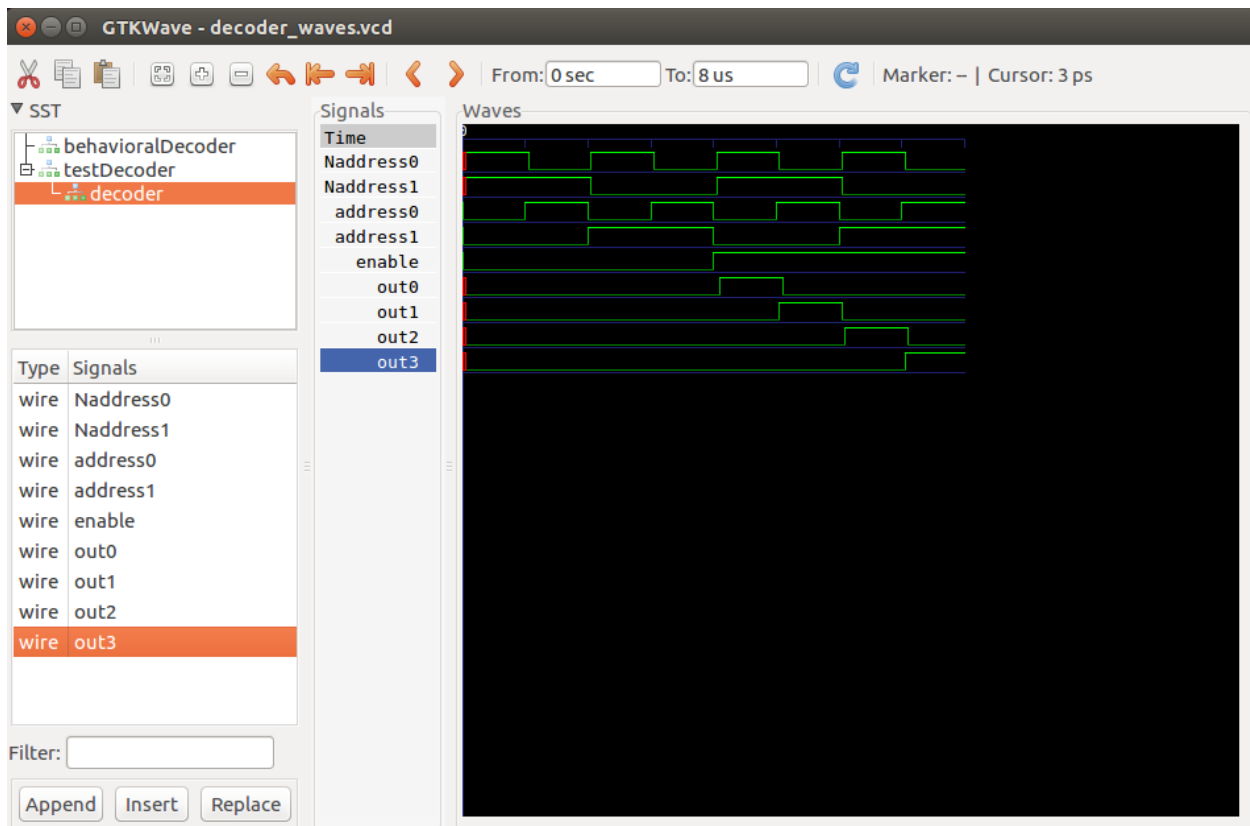 GTKWave - decoder_waves.vcd
From: 0 sec To: 8 us Marker: -- | Cursor: 3 ps
SST
behavioralDecoder
testDecoder
decoder
Type Signals
wire Naddress0
wire Naddress1
wire address0
wire address1
wire enable
wire out0
wire out1
wire out2
wire out3
Filter:
Append Insert Replace
Signals
Time
Naddress0
Naddress1
address0
address1
enable
out0
out1
out2
out3
Waves
0